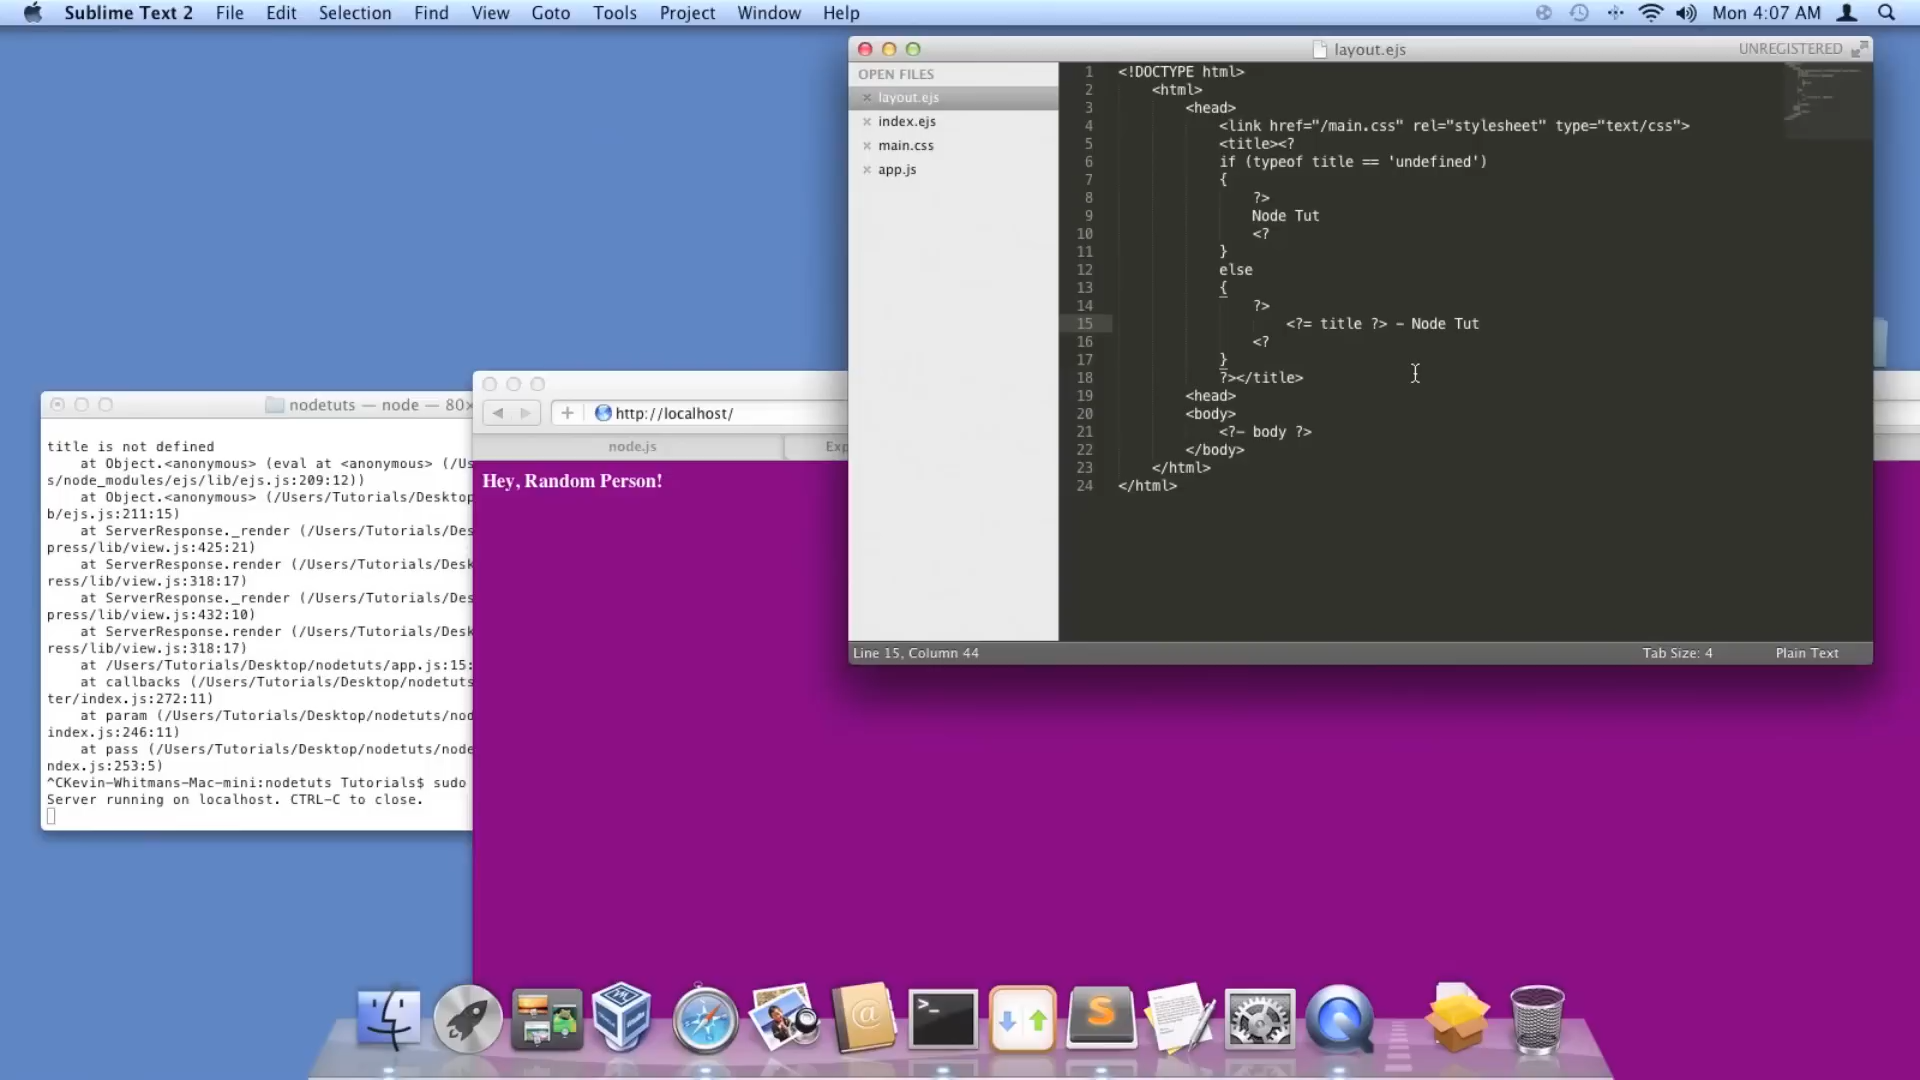 Sublime Text 2 File Edit Selection Find View Goto Tools Project Window Help Mon 4:07 AM
layout.ejs UNREGISTERED
OPEN FILES
layout.ejs
index.ejs
main.css
app.js
1 <!DOCTYPE html>
2 <html>
3 <head>
4 <link href="/main.css" rel="stylesheet" type="text/css">
5 <title><?
6 if (typeof title == 'undefined')
7 {
8 ?>
9 Node Tut
10 <?
11 }
12 else
13 {
14 ?>
15 <?= title ?> - Node Tut
16 <?
17 }
18 ?></title>
19 <head>
20 <body>
21 <?- body ?>
22 </body>
23 </html>
24 </html>
Line 15, Column 44 Tab Size: 4 Plain Text
nodetuts — node — 80×
title is not defined
at Object.<anonymous> (eval at <anonymous> (/Us
s/node_modules/ejs/lib/ejs.js:209:12))
at Object.<anonymous> (/Users/Tutorials/Desktop
b/ejs.js:211:15)
at ServerResponse._render (/Users/Tutorials/Des
press/lib/view.js:425:21)
at ServerResponse.render (/Users/Tutorials/Desk
ress/lib/view.js:318:17)
at ServerResponse._render (/Users/Tutorials/Des
press/lib/view.js:432:10)
at ServerResponse.render (/Users/Tutorials/Desk
ress/lib/view.js:318:17)
at /Users/Tutorials/Desktop/nodetuts/app.js:15:
at callbacks (/Users/Tutorials/Desktop/nodetuts
ter/index.js:272:11)
at param (/Users/Tutorials/Desktop/nodetuts/nod
index.js:246:11)
at pass (/Users/Tutorials/Desktop/nodetuts/node
ndex.js:253:5)
^CKevin-Whitmans-Mac-mini:nodetuts Tutorials$ sudo
Server running on localhost. CTRL-C to close.
http://localhost/
node.js Exp
Hey, Random Person!